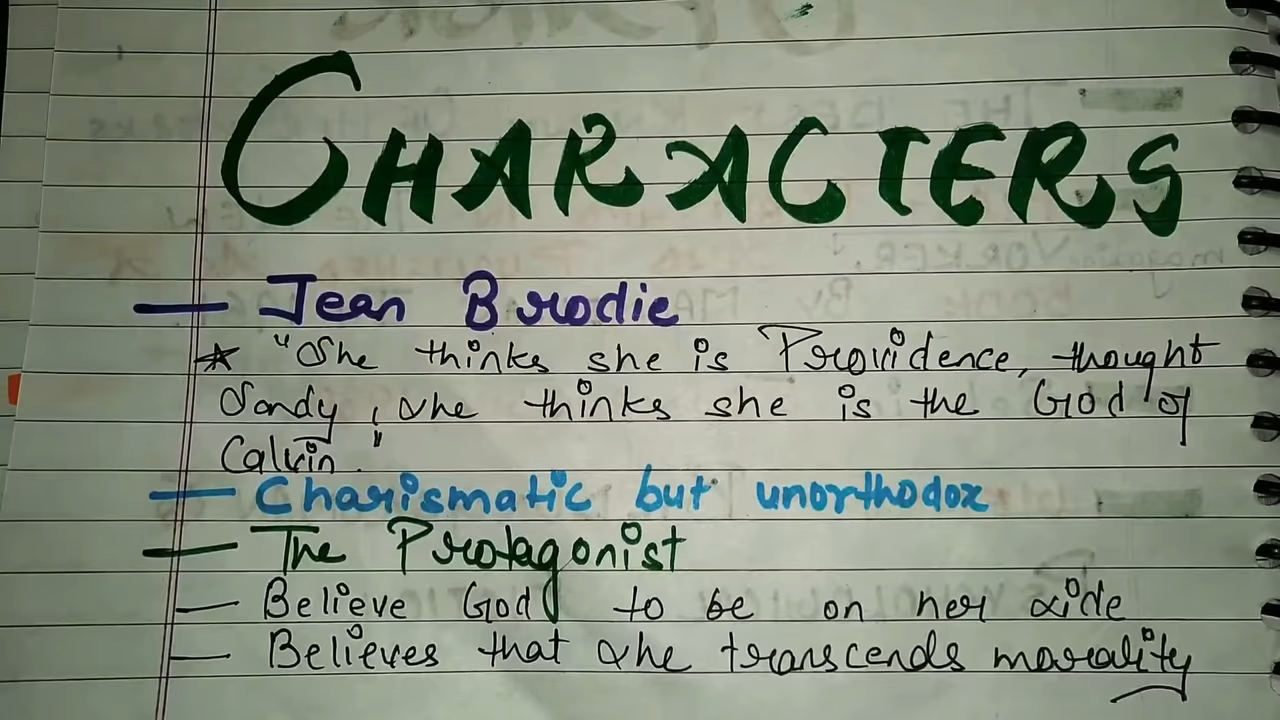 CHARACTERS
— Jean Brodie
* "She thinks she is Providence, thought
Sandy, she thinks she is the God of
Calvin."
— Charismatic but unorthodox
— The Protagonist
— Believe God to be on her side
— Believes that she transcends morality